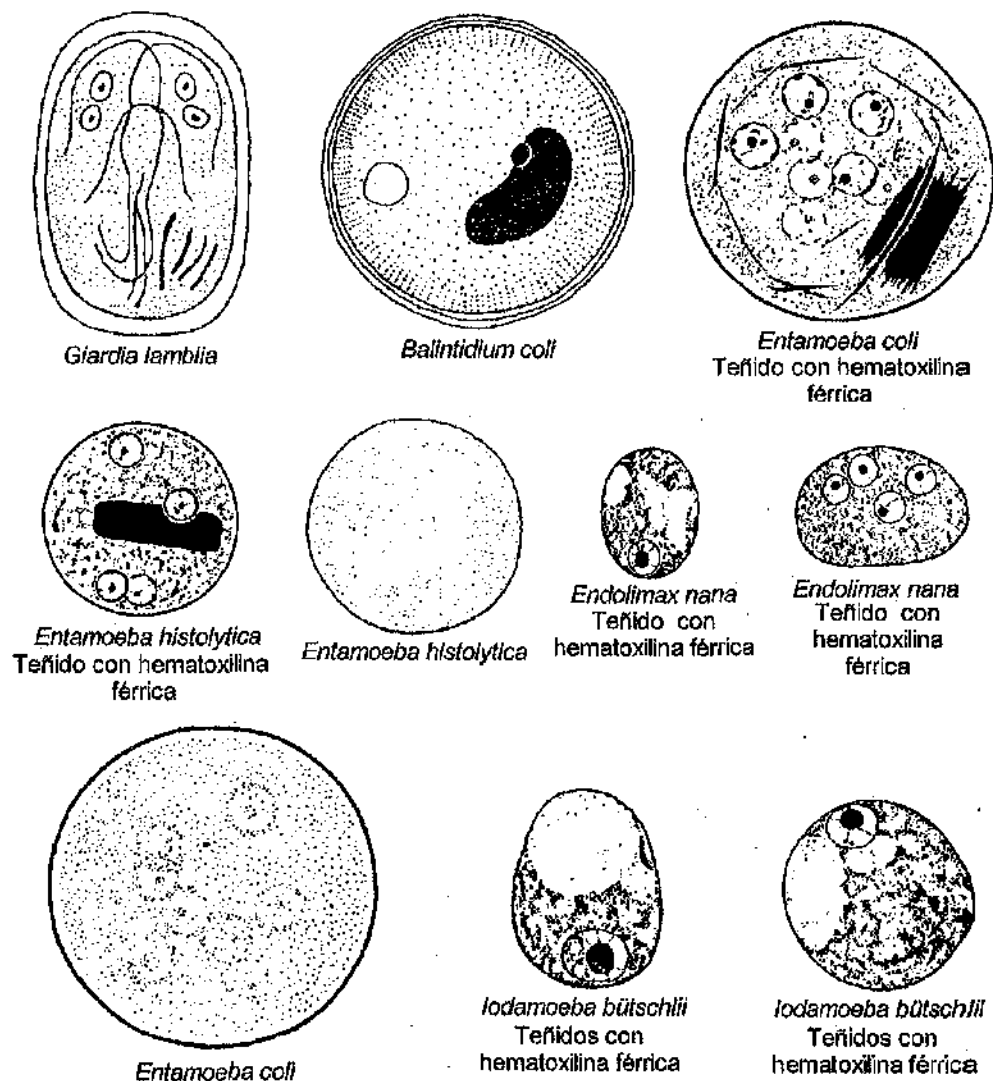 Giardia lamblia
Balintidium coli
Entamoeba coli
Teñido con hematoxilina
férrica
Entamoeba histolytica
Teñido con hematoxilina
férrica
Entamoeba histolytica
Endolimax nana
Teñido con
hematoxilina férrica
Endolimax nana
Teñido con
hematoxilina
férrica
Entamoeba coli
Iodamoeba bütschlii
Teñidos con
hematoxilina férrica
Iodamoeba bütschlii
Teñidos con
hematoxilina férrica